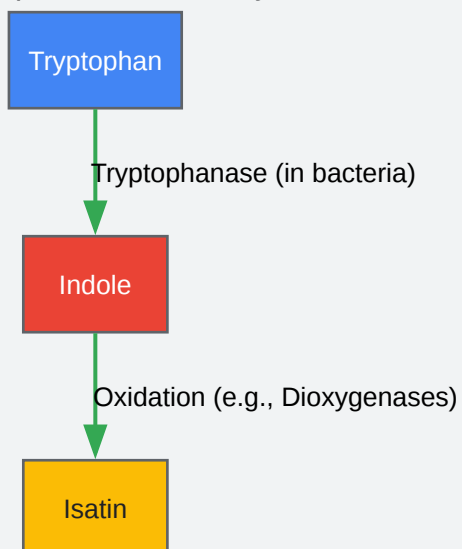 Tryptophan
Tryptophanase (in bacteria)
Indole
Oxidation (e.g., Dioxygenases)
Isatin